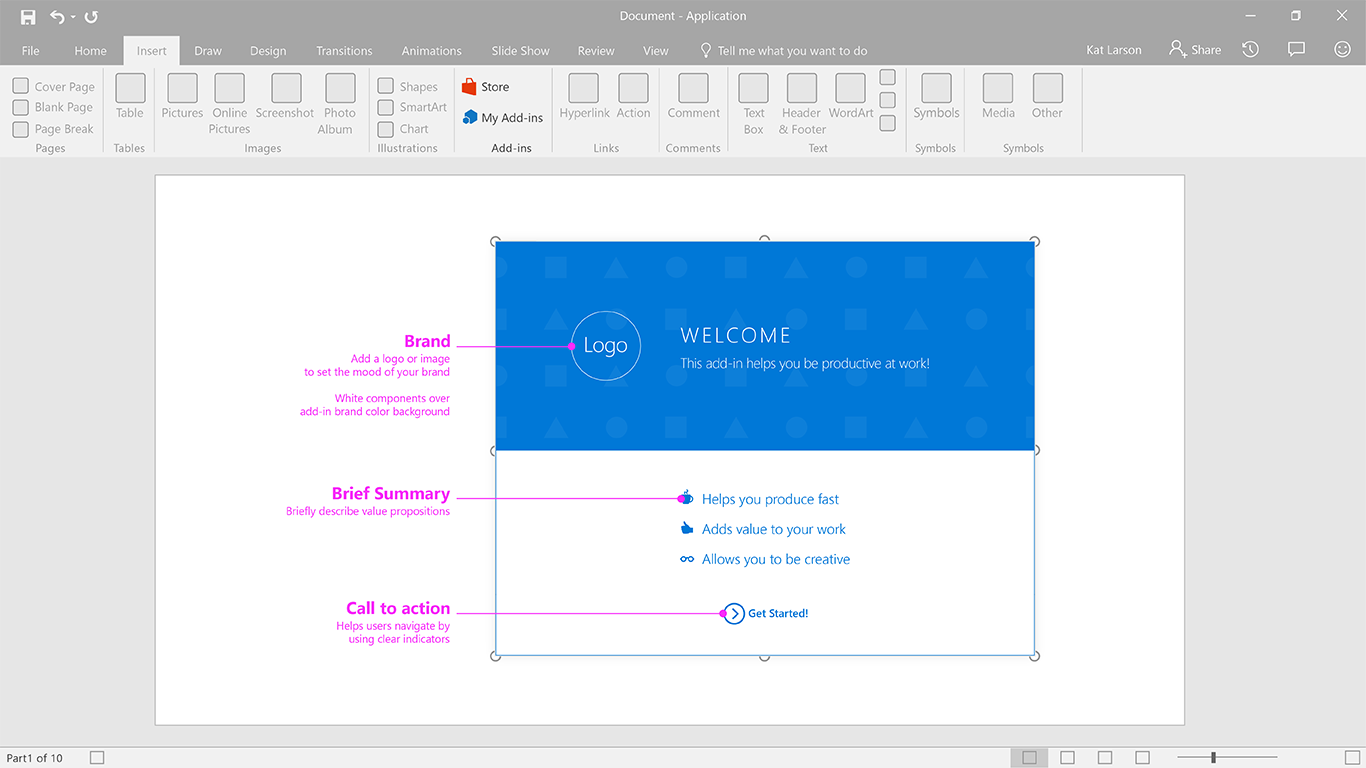 Document - Application
File Home Insert Draw Design Transitions Animations Slide Show Review View Tell me what you want to do Kat Larson Share
Cover Page
Blank Page
Page Break
Pages
Table
Tables
Pictures
Online
Pictures
Screenshot
Photo
Album
Images
Shapes
SmartArt
Chart
Illustrations
Store
My Add-ins
Add-ins
Hyperlink
Action
Links
Comment
Comments
Text
Box
Header
& Footer
WordArt
Text
Symbols
Symbols
Media
Other
Symbols
Brand
Add a logo or image
to set the mood of your brand
White components over
add-in brand color background
Logo
WELCOME
This add-in helps you be productive at work!
Brief Summary
Briefly describe value propositions
Helps you produce fast
Adds value to your work
Allows you to be creative
Call to action
Helps users navigate by
using clear indicators
Get Started!
Part1 of 10